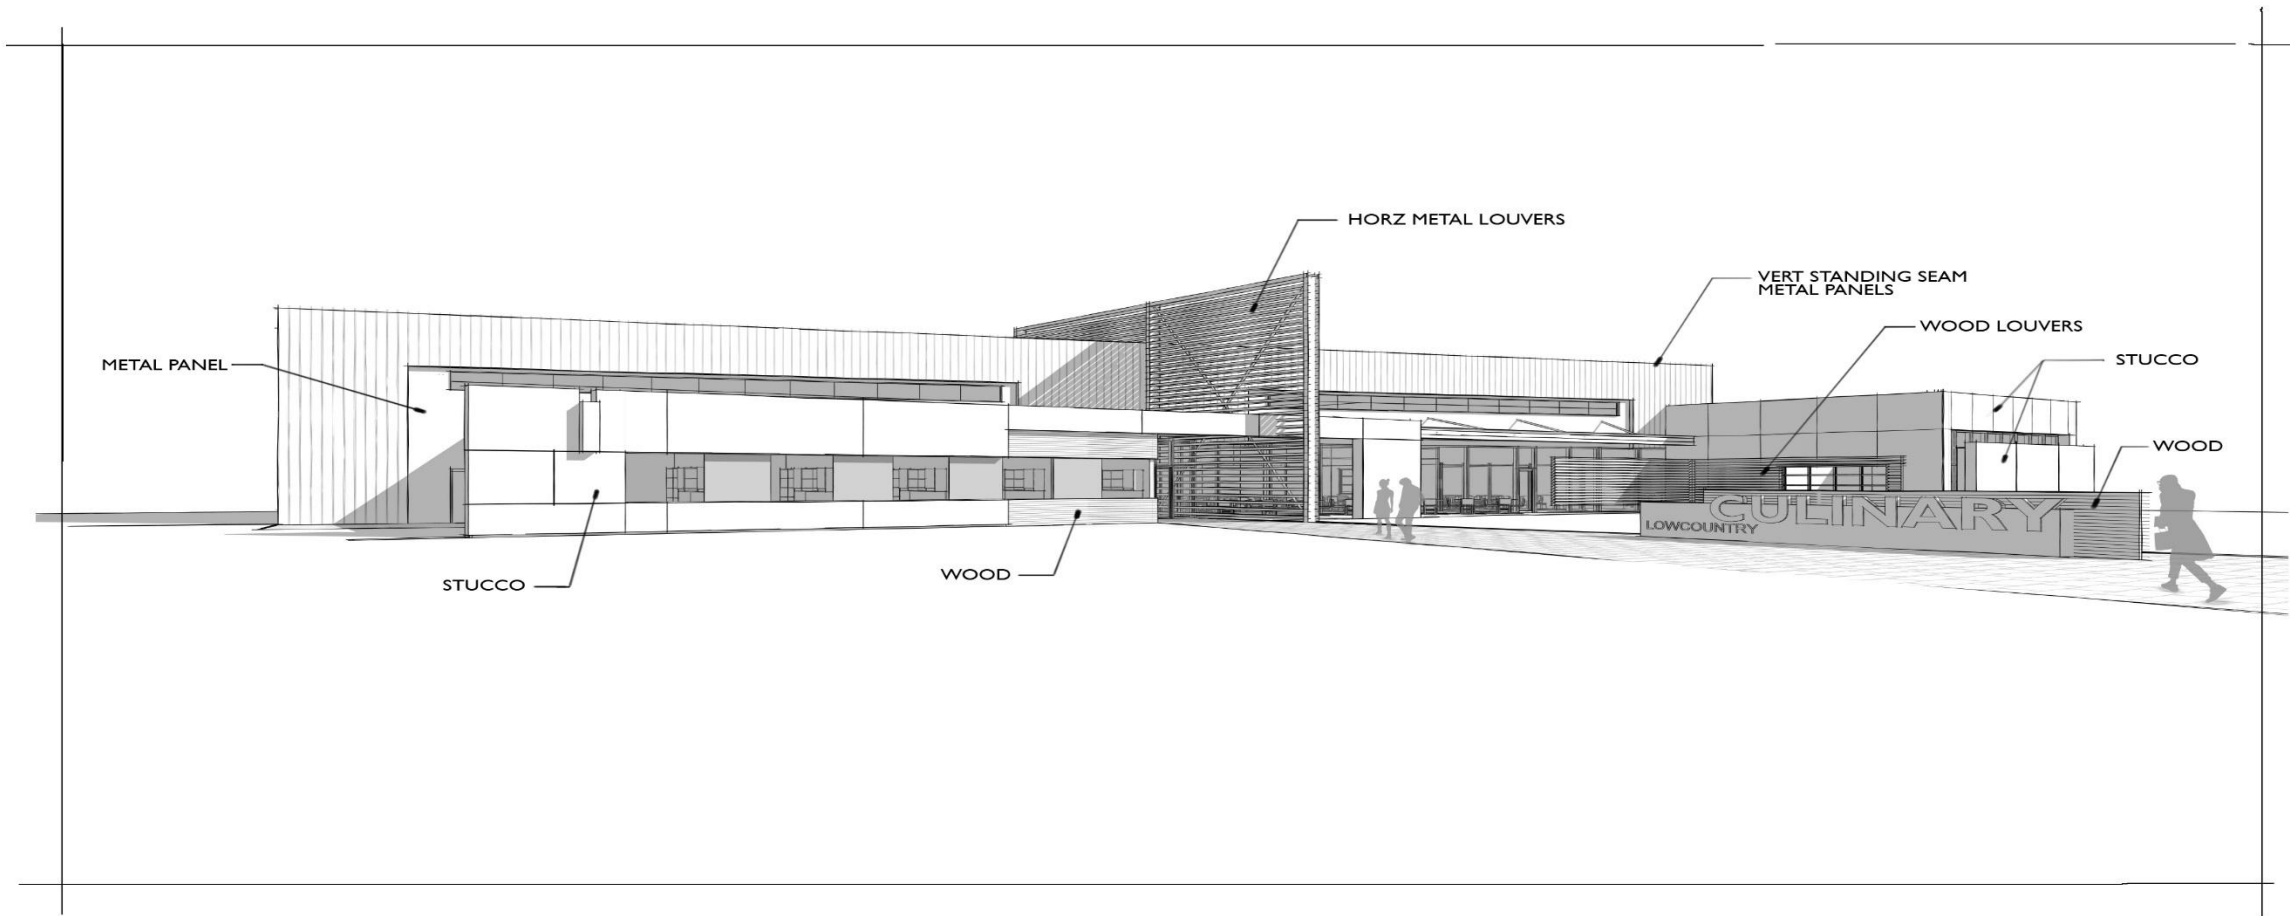 HORZ METAL LOUVERS
VERT STANDING SEAM
METAL PANELS
WOOD LOUVERS
STUCCO
METAL PANEL
WOOD
CULINARY
LOWCOUNTRY
WOOD
STUCCO